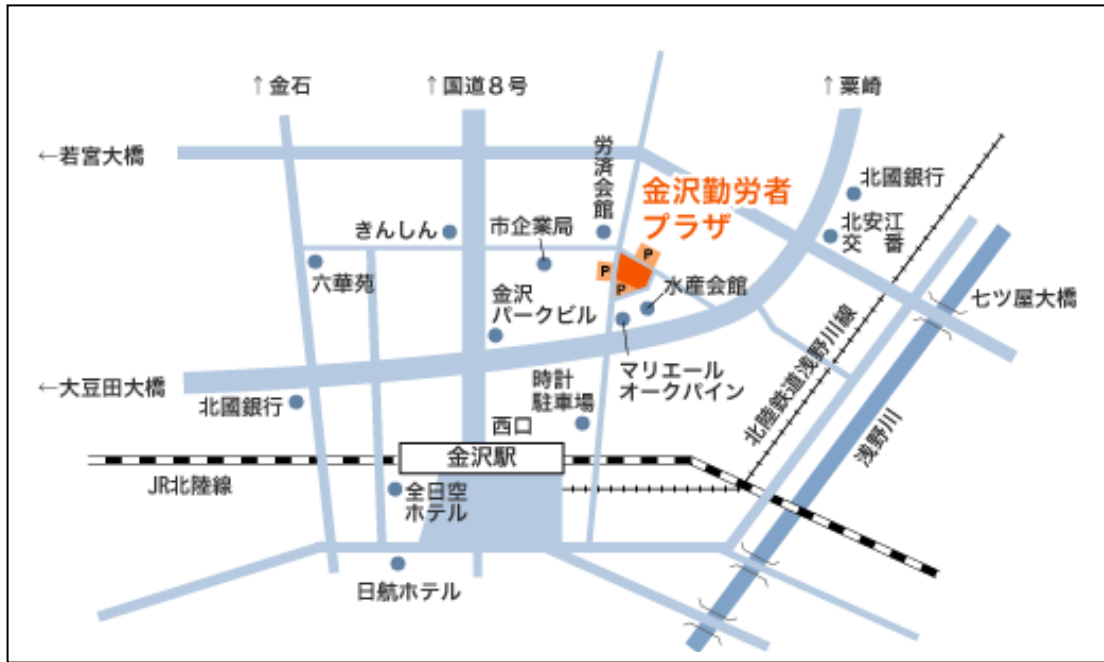 ↑金石
↑国道８号
↑粟崎
←若宮大橋
労済会館
金沢勤労者
プラザ
北國銀行
きんしん
市企業局
北安江
交番
P
P
P
六華苑
金沢
パークビル
水産会館
七ツ屋大橋
←大豆田大橋
マリエール
オークパイン
北陸鉄道浅野川線
北國銀行
時計
駐車場
西口
浅野川
金沢駅
JR北陸線
全日空
ホテル
日航ホテル